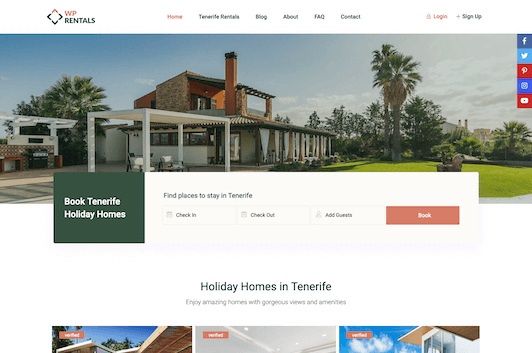 WP
RENTALS
Home
Tenerife Rentals
Blog
About
FAQ
Contact
Login
Sign Up
Book Tenerife
Holiday Homes
Find places to stay in Tenerife
Check In
Check Out
Add Guests
Book
Holiday Homes in Tenerife
Enjoy amazing homes with gorgeous views and amenities
verified
verified
verified